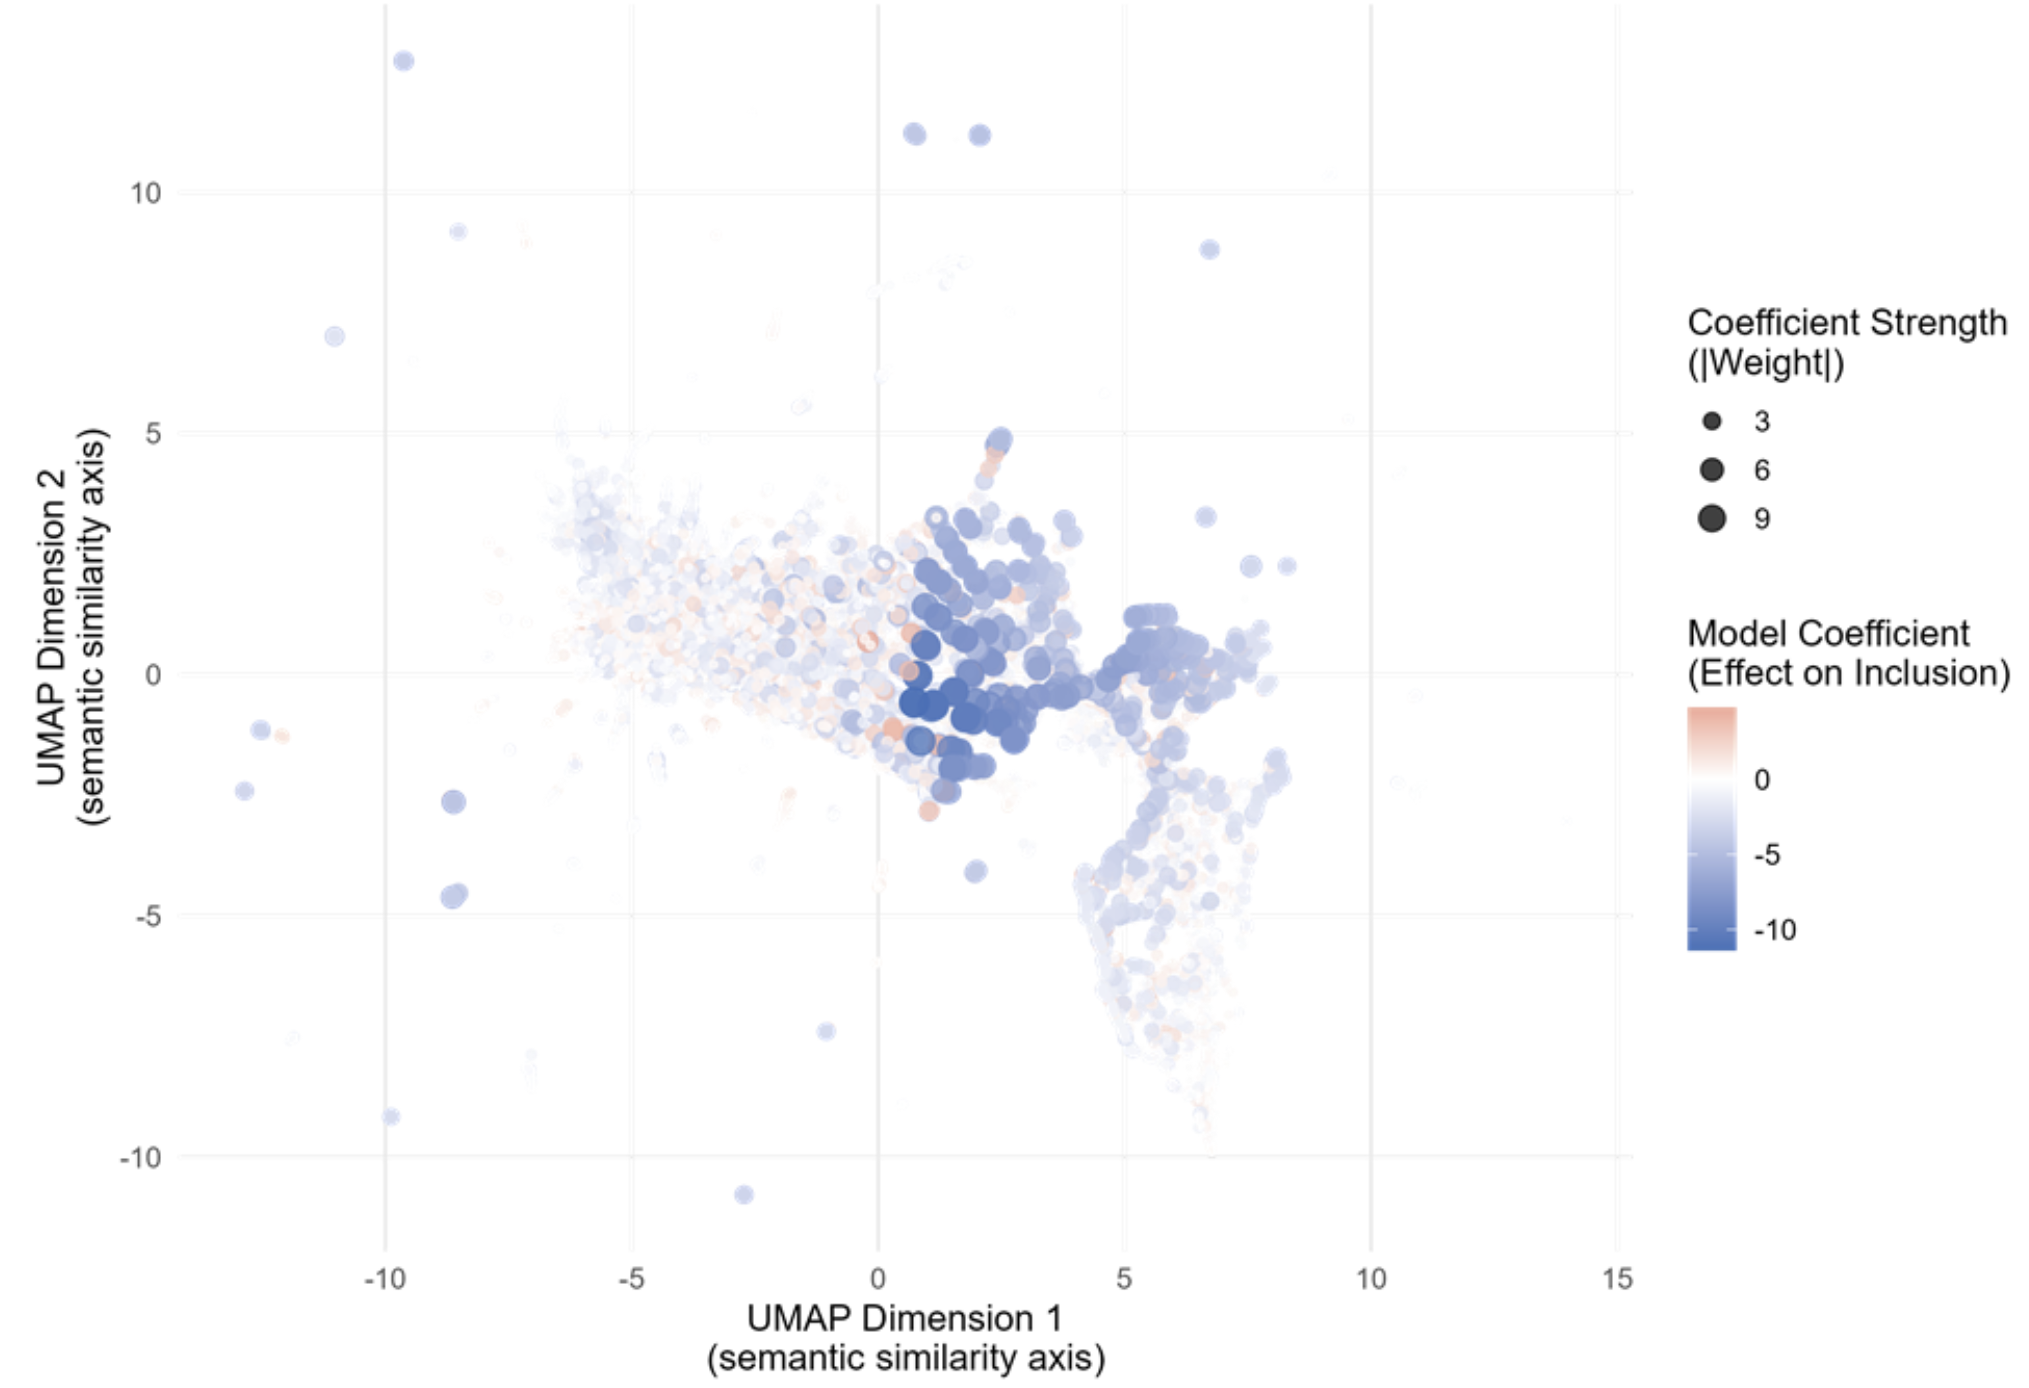 10
5
0
-5
-10
UMAP Dimension 2
(semantic similarity axis)
-10
-5
0
5
10
15
UMAP Dimension 1
(semantic similarity axis)
Coefficient Strength
(|Weight|)
3
6
9
Model Coefficient
(Effect on Inclusion)
0
-5
-10